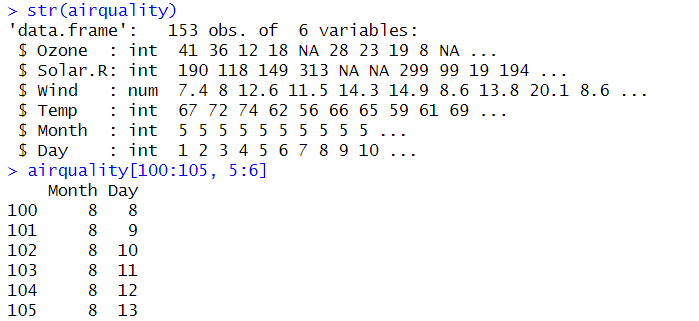 > str(airquality)
'data.frame':   153 obs. of  6 variables:
 $ Ozone  : int  41 36 12 18 NA 28 23 19 8 NA ...
 $ Solar.R: int  190 118 149 313 NA NA 299 99 19 194 ...
 $ Wind   : num  7.4 8 12.6 11.5 14.3 14.9 8.6 13.8 20.1 8.6 ...
 $ Temp   : int  67 72 74 62 56 66 65 59 61 69 ...
 $ Month  : int  5 5 5 5 5 5 5 5 5 5 ...
 $ Day    : int  1 2 3 4 5 6 7 8 9 10 ...
> airquality[100:105, 5:6]
    Month Day
100     8   8
101     8   9
102     8  10
103     8  11
104     8  12
105     8  13